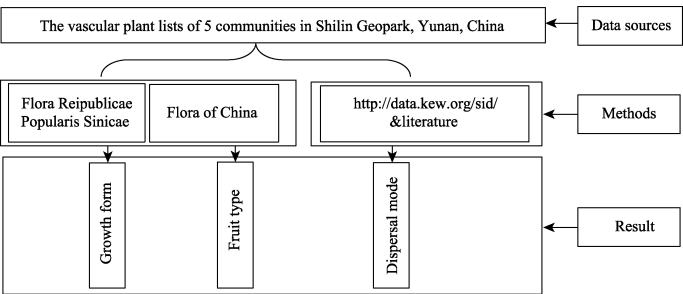 The vascular plant lists of 5 communities in Shilin Geopark, Yunan, China
Data sources
Flora Reipublicae
Popularis Sinicae
Flora of China
http://data.kew.org/sid/
&literature
Methods
Growth form
Fruit type
Dispersal mode
Result